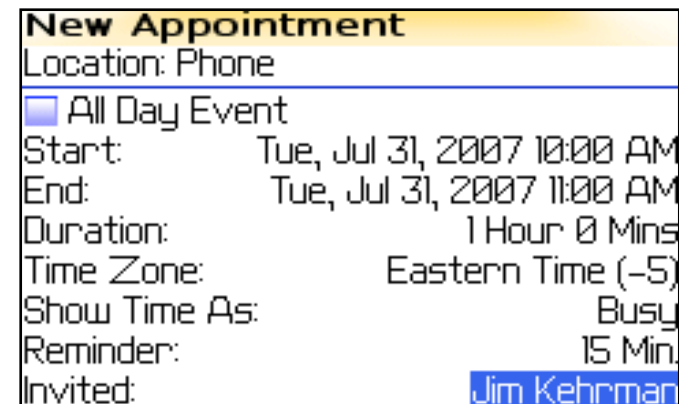 New Appointment
Location: Phone
All Day Event
Start: Tue, Jul 31, 2007 10:00 AM
End: Tue, Jul 31, 2007 11:00 AM
Duration: 1 Hour 0 Mins
Time Zone: Eastern Time (-5)
Show Time As: Busy
Reminder: 15 Min.
Invited: Jim Kehrman